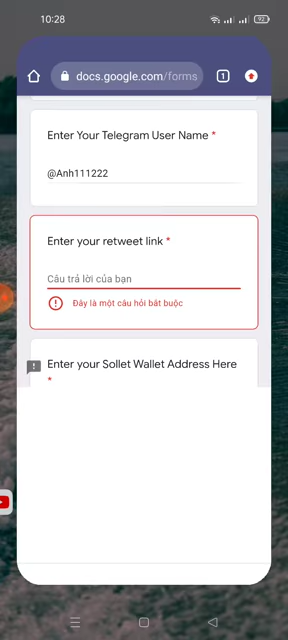 10:28
92
docs.google.com/forms
1
Enter Your Telegram User Name *
@Anh111222
Enter your retweet link *
Câu trả lời của bạn
Đây là một câu hỏi bắt buộc
Enter your Sollet Wallet Address Here
*